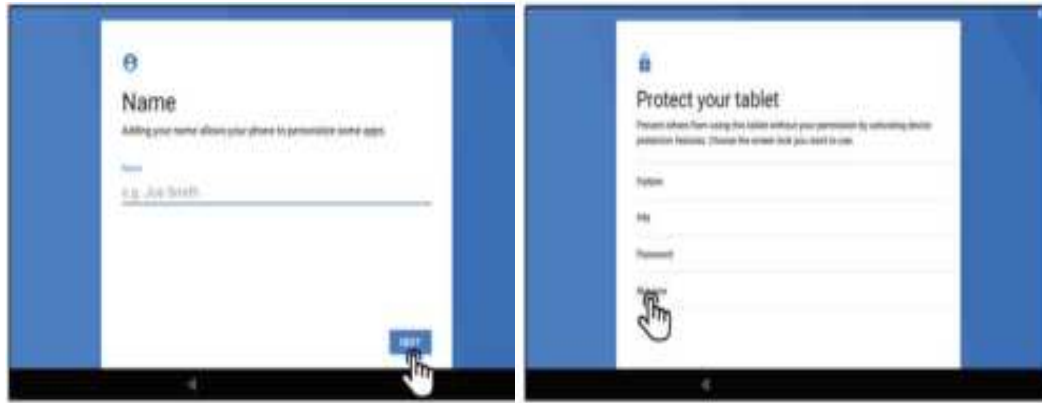 Name
Adding your name allows your phone to personalize some apps.
Name
e.g. Joe Smith
NEXT
Protect your tablet
Prevent others from using this tablet without your permission by activating device
protection features. Choose the screen lock you want to use.
Pattern
PIN
Password